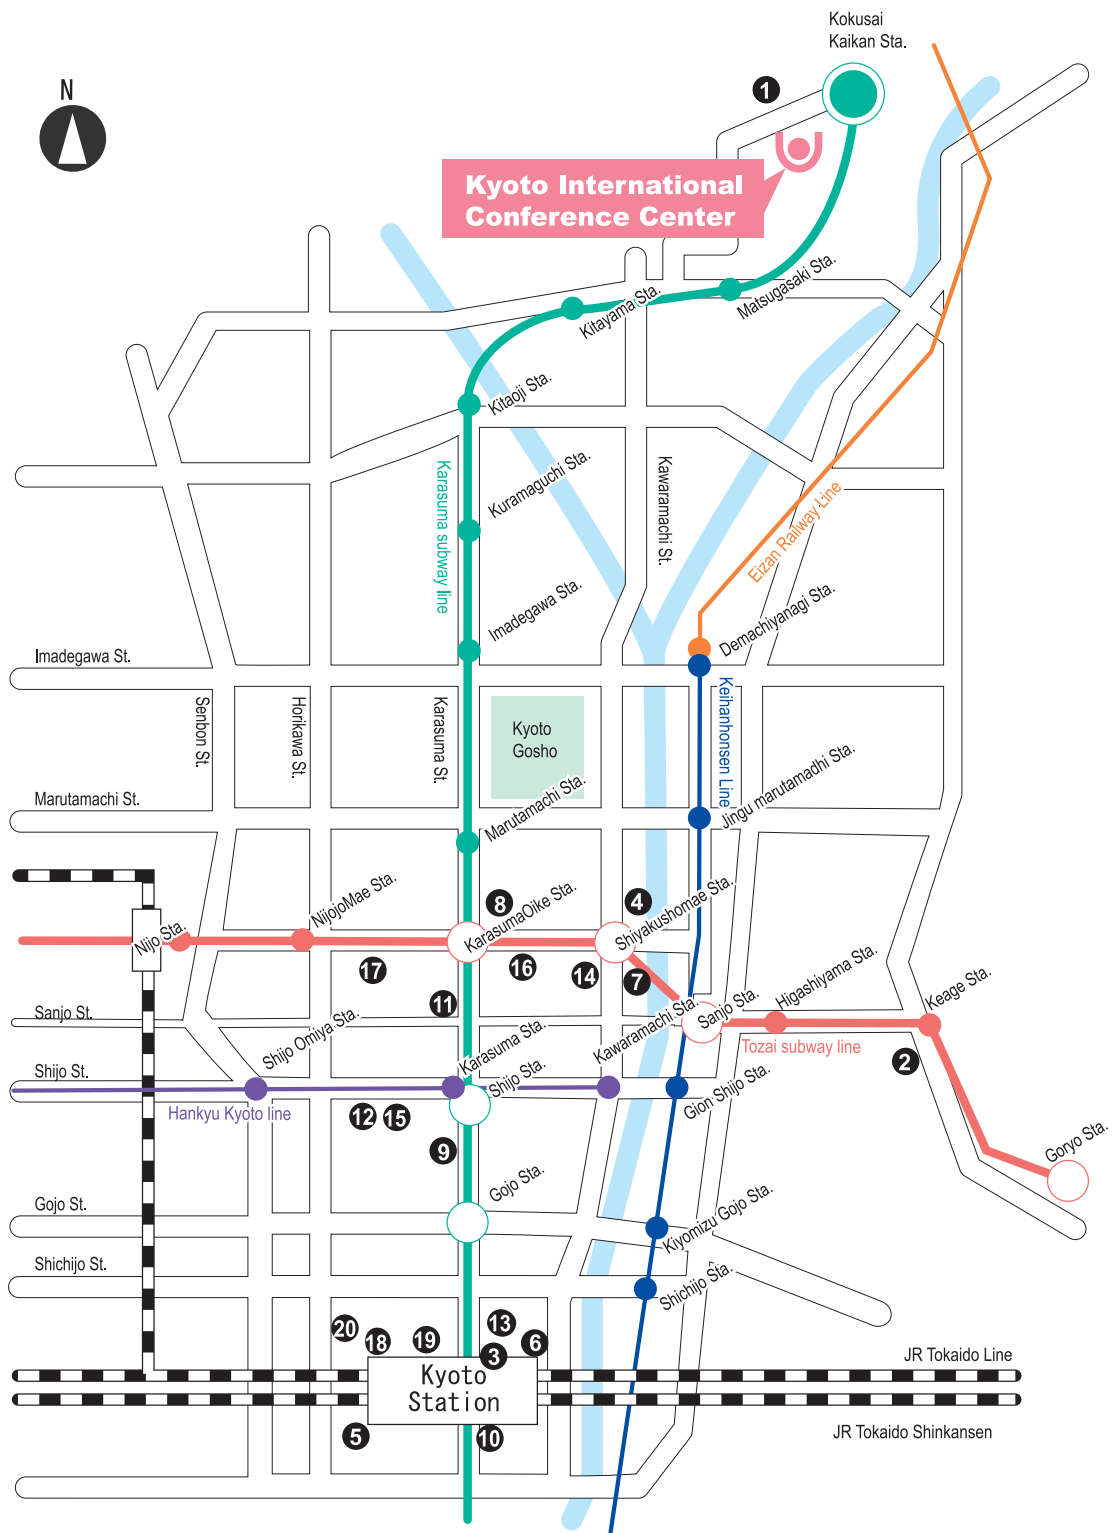 Kokusai
Kaikan Sta.
N
1
Kyoto International
Conference Center
Matsugasaki Sta.
Kitayama Sta.
Kitaoji Sta.
Karasuma subway line
Kuramaguchi Sta.
Kawaramachi St.
Eizan Railway Line
Imadegawa Sta.
Demachiyanagi Sta.
Imadegawa St.
Senbon St.
Horikawa St.
Karasuma St.
Kyoto
Gosho
Keihanhonsen Line
Jingu marutamadhi Sta.
Marutamachi St.
Marutamachi Sta.
8
4
Nijo Sta.
NijojoMae Sta.
KarasumaOike Sta.
Shiyakushomae Sta.
17
16
14
7
11
Sanjo St.
Shijo Omiya Sta.
Karasuma Sta.
Kawaramachi Sta.
Sanjo Sta.
Higashiyama Sta.
Keage Sta.
Tozai subway line
2
Shijo St.
Shijo Sta.
Gion Shijo Sta.
Hankyu Kyoto line
12
15
9
Goryo Sta.
Gojo St.
Gojo Sta.
Kiyomizu Gojo Sta.
Shichijo St.
Shichijo Sta.
20
18
19
13
3
6
Kyoto
Station
JR Tokaido Line
JR Tokaido Shinkansen
5
10